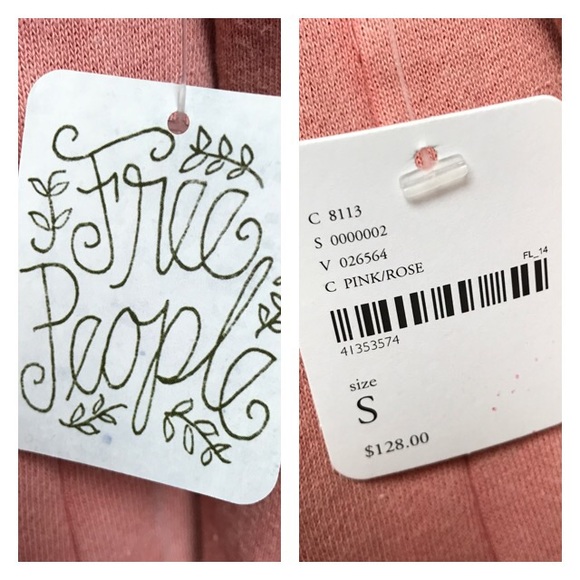 Free
People
C 8113
S 0000002
V 026564
C PINK/ROSE
FL_14
41353574
size
S
$128.00